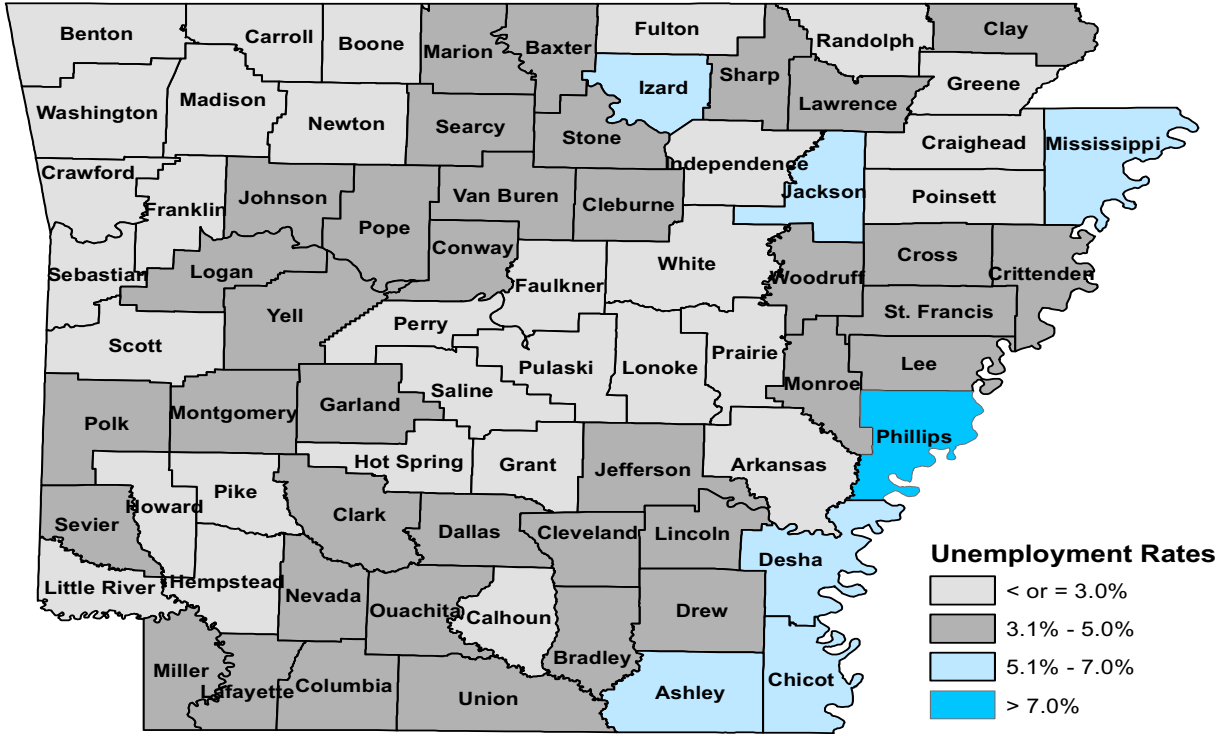 Benton
Carroll
Boone
Marion
Baxter
Fulton
Randolph
Clay
Izard
Sharp
Lawrence
Greene
Washington
Madison
Newton
Searcy
Stone
Independence
Craighead
Mississippi
Crawford
Franklin
Johnson
Pope
Van Buren
Cleburne
Jackson
Poinsett
Sebastian
Logan
Conway
Faulkner
White
Woodruff
Cross
Crittenden
Scott
Yell
Perry
Pulaski
Lonoke
Prairie
St. Francis
Lee
Monroe
Saline
Garland
Montgomery
Polk
Hot Spring
Grant
Jefferson
Arkansas
Phillips
Sevier
Howard
Pike
Clark
Dallas
Cleveland
Lincoln
Desha
Little River
Hempstead
Nevada
Ouachita
Calhoun
Drew
Miller
Lafayette
Columbia
Union
Bradley
Ashley
Chicot
Unemployment Rates
< or = 3.0%
3.1% - 5.0%
5.1% - 7.0%
> 7.0%